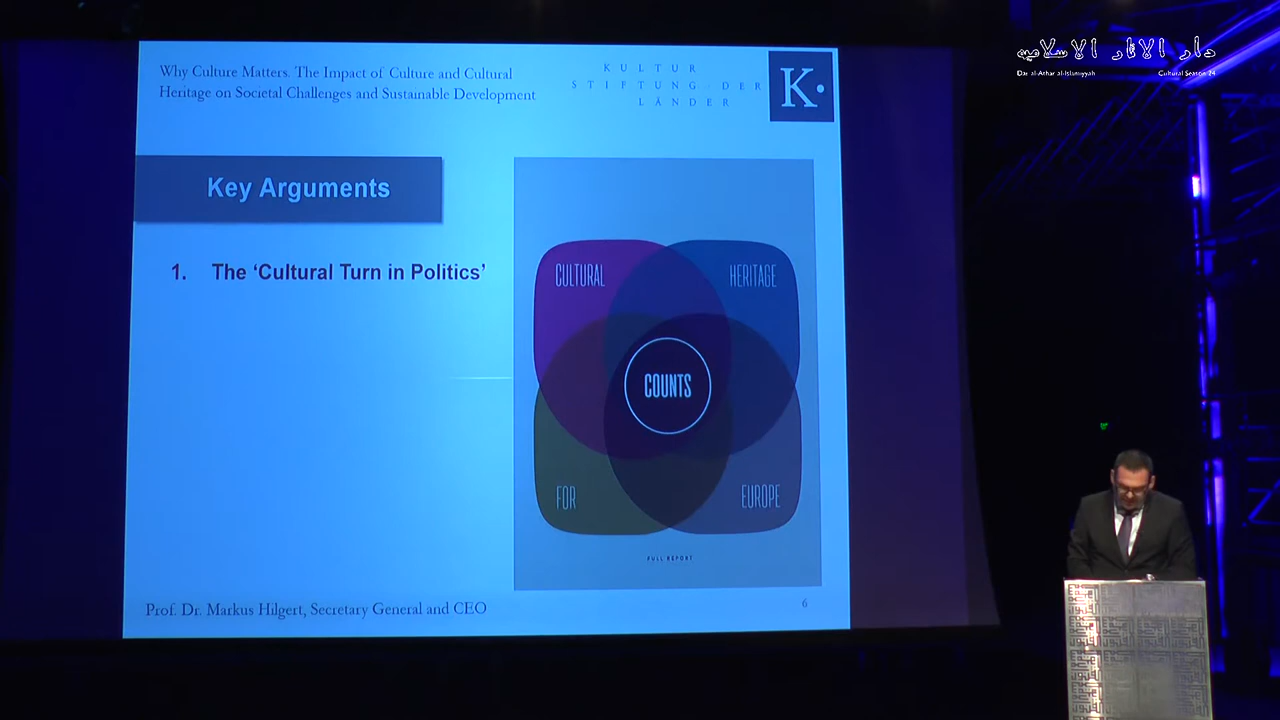 Why Culture Matters. The Impact of Culture and Cultural
Heritage on Societal Challenges and Sustainable Development
KULTUR
STIFTUNG · DER
LÄNDER
K·
Key Arguments
1. The ‘Cultural Turn in Politics’
CULTURAL
HERITAGE
COUNTS
FOR
EUROPE
FULL REPORT
Prof. Dr. Markus Hilgert, Secretary General and CEO
6
دار الآثار الاسلاميه
Dar al-Athar al-Islamiyyah
Cultural Season 24